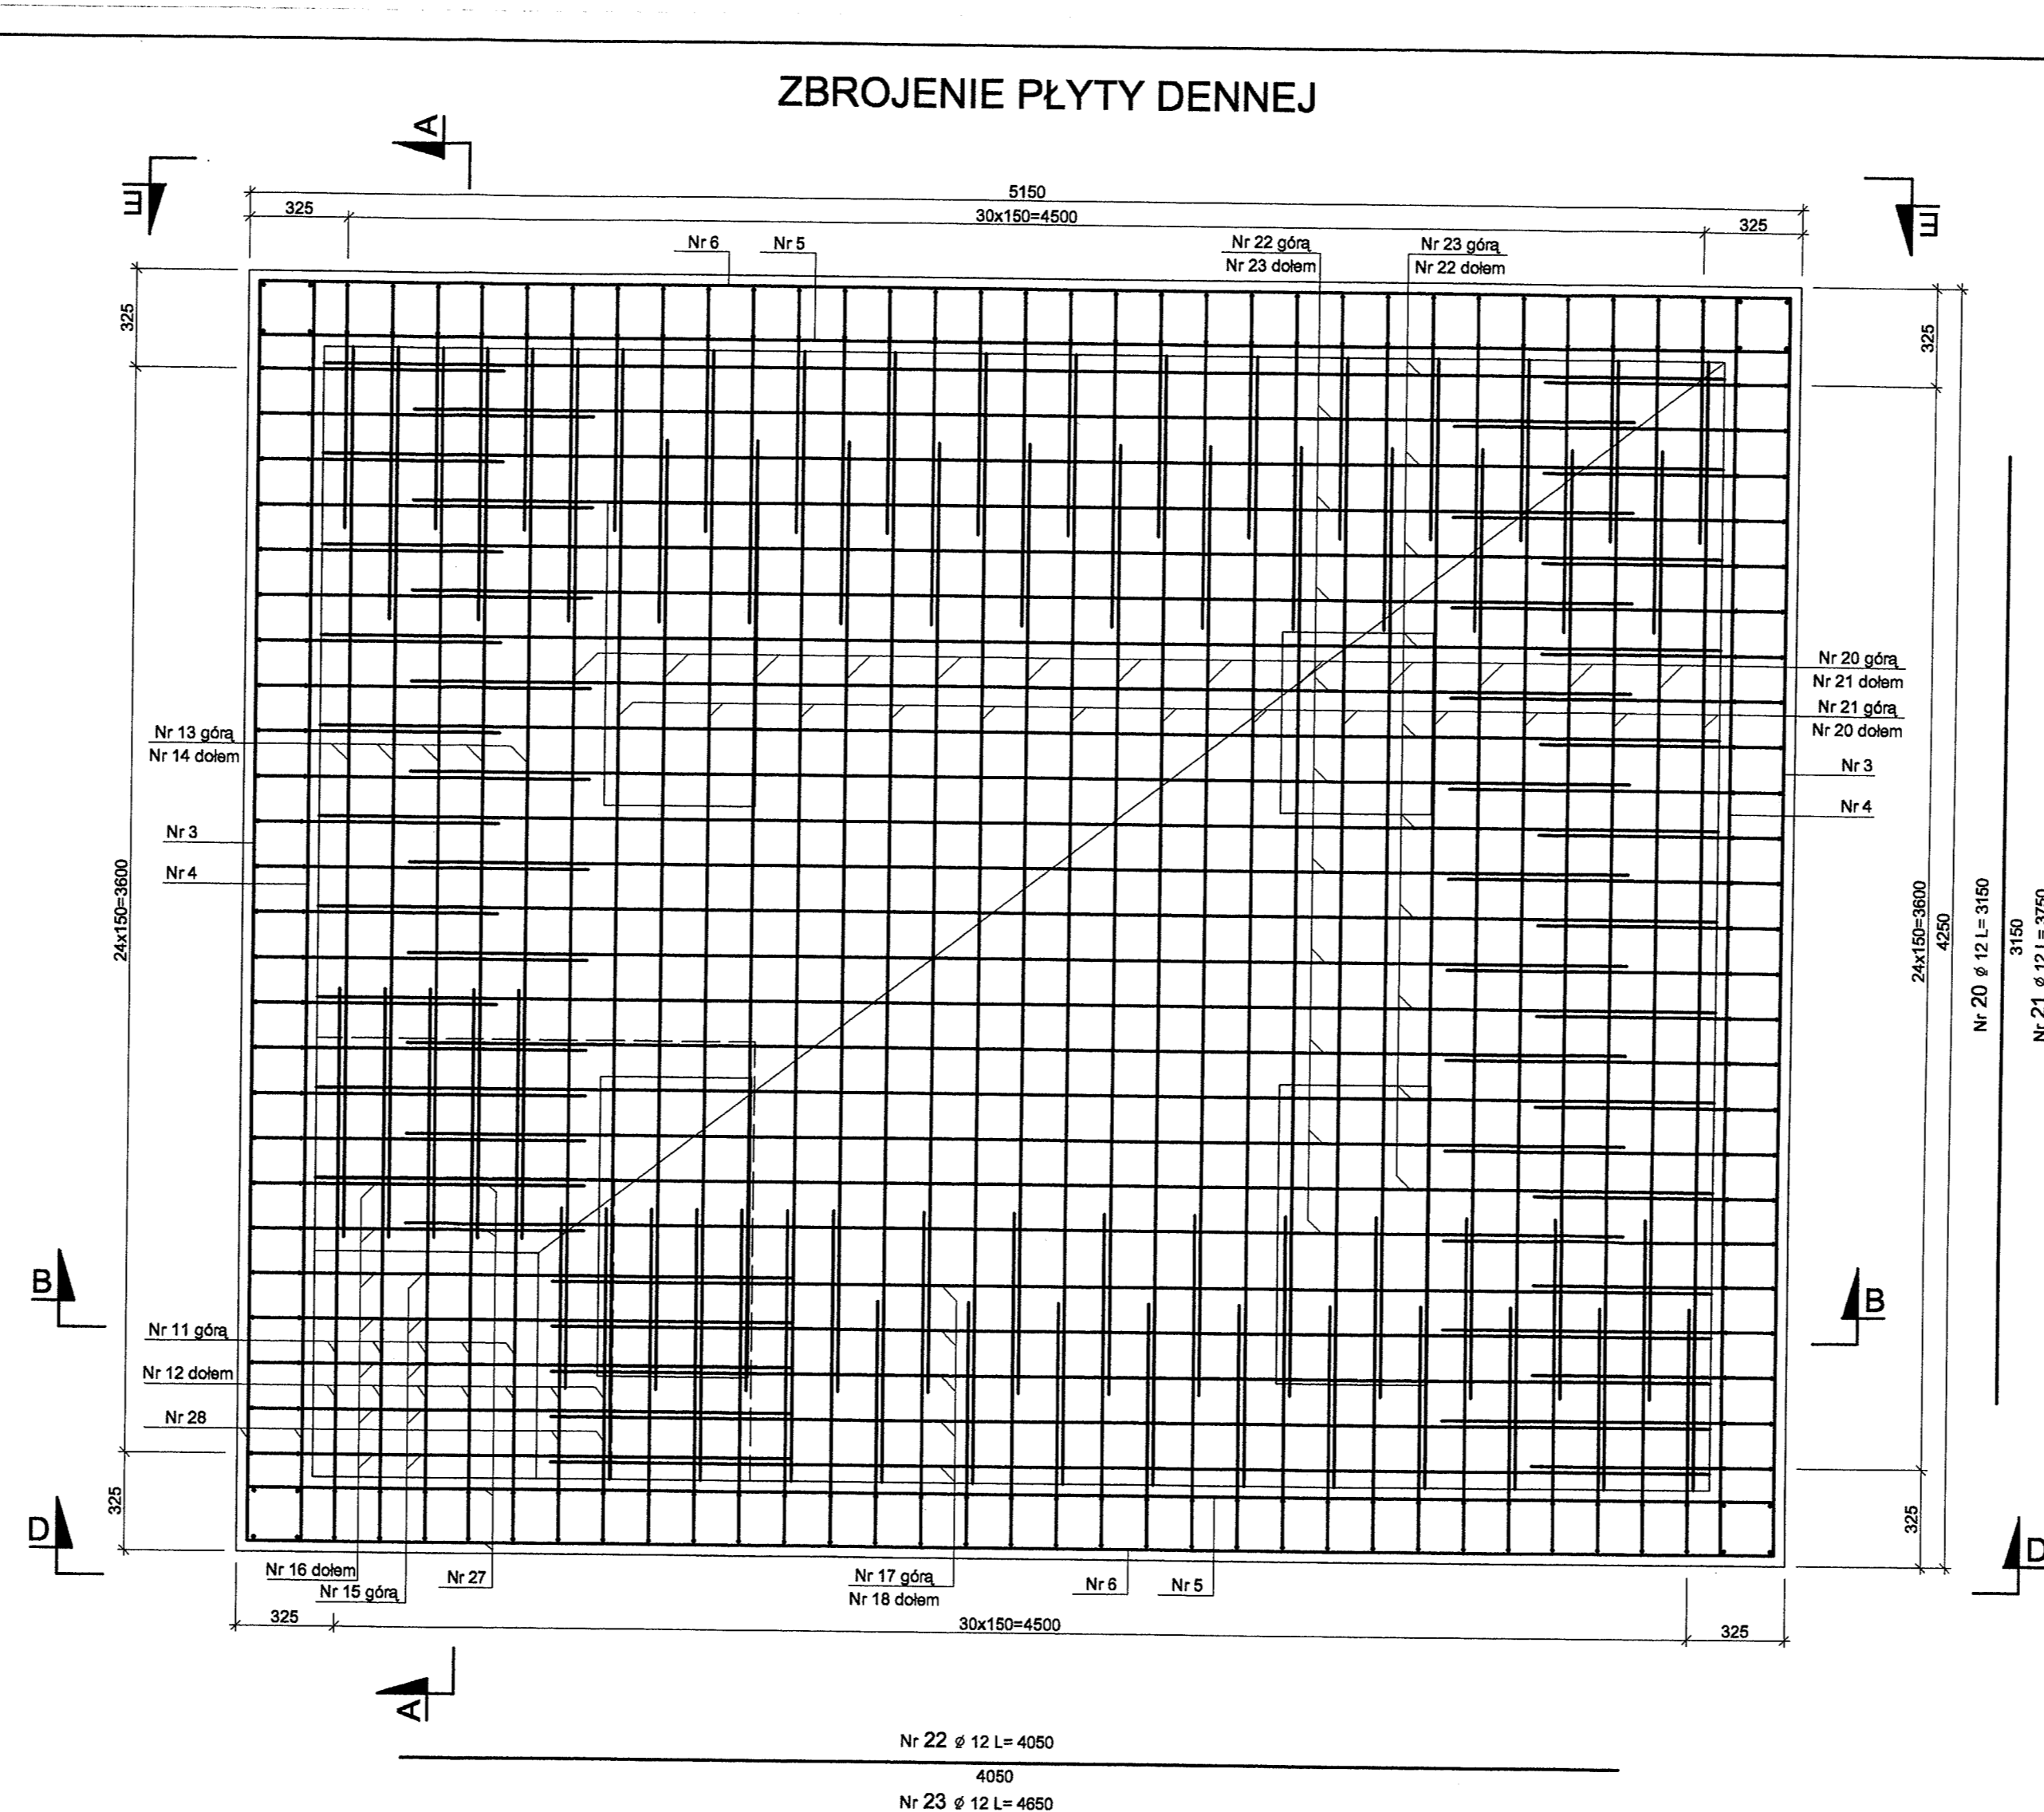 ZBROJENIE PŁYTY DENNEJ
A
E
E
5150
325
30x150=4500
325
Nr 6
Nr 5
Nr 22 górą
Nr 23 dołem
Nr 23 górą
Nr 22 dołem
325
325
Nr 20 górą
Nr 21 dołem
Nr 21 górą
Nr 20 dołem
Nr 13 górą
Nr 14 dołem
Nr 3
Nr 4
Nr 3
Nr 4
24x150=3600
24x150=3600
4250
Nr 20 ø 12 L= 3150
3150
Nr 21 ø 12 L= 3750
B
B
Nr 11 górą
Nr 12 dołem
Nr 28
325
325
D
D
Nr 16 dołem
Nr 15 górą
Nr 27
Nr 17 górą
Nr 18 dołem
Nr 6
Nr 5
325
30x150=4500
325
A
Nr 22 ø 12 L= 4050
4050
Nr 23 ø 12 L= 4650